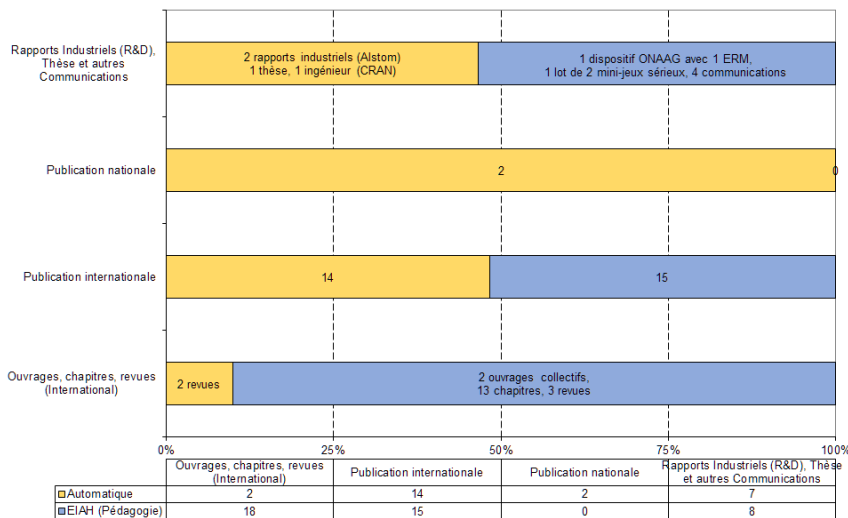 Rapports Industriels (R&D),
Thèse et autres
Communications
2 rapports industriels (Alstom)
1 thèse, 1 ingénieur (CRAN)
1 dispositif ONAAG avec 1 ERM,
1 lot de 2 mini-jeux sérieux, 4 communications
Publication nationale
2
0
Publication internationale
14
15
Ouvrages, chapitres, revues
(International)
2 revues
2 ouvrages collectifs,
13 chapitres, 3 revues
0%
25%
50%
75%
100%
Ouvrages, chapitres, revues
(International)
Publication internationale
Publication nationale
Rapports Industriels (R&D), Thèse
et autres Communications
Automatique 2 14 2 7
EIAH (Pédagogie) 18 15 0 8